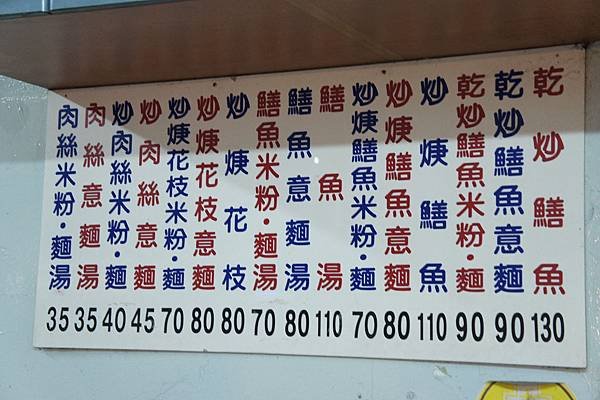 乾炒鱔魚 130
乾炒鱔魚意麵 90
乾炒鱔魚米粉·麵 90
炒焿鱔魚 110
炒焿鱔魚意麵 80
炒焿鱔魚米粉·麵 70
鱔魚湯 110
鱔魚意麵湯 80
鱔魚米粉·麵湯 70
炒焿花枝 80
炒焿花枝意麵 80
炒焿花枝米粉·麵 70
炒肉絲意麵 45
炒肉絲米粉·麵 40
肉絲意麵湯 35
肉絲米粉·麵湯 35